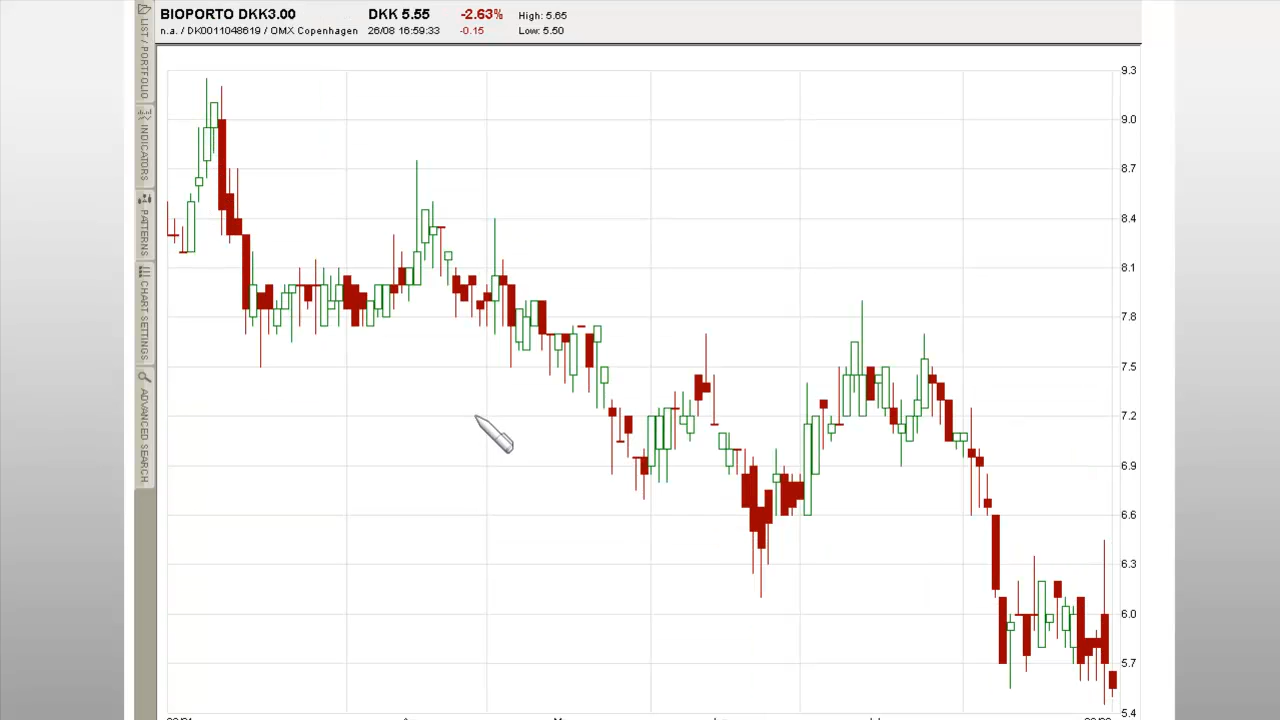 BIOPORTO DKK3.00 DKK 5.55 -2.63% High: 5.65
n.a. / DK0011048619 / OMX Copenhagen 26/08 16:59:33 -0.15 Low: 5.50
LIST / PORTFOLIO
INDICATORS
PATTERNS
CHART SETTINGS
ADVANCED SEARCH
9.3
9.0
8.7
8.4
8.1
7.8
7.5
7.2
6.9
6.6
6.3
6.0
5.7
5.4